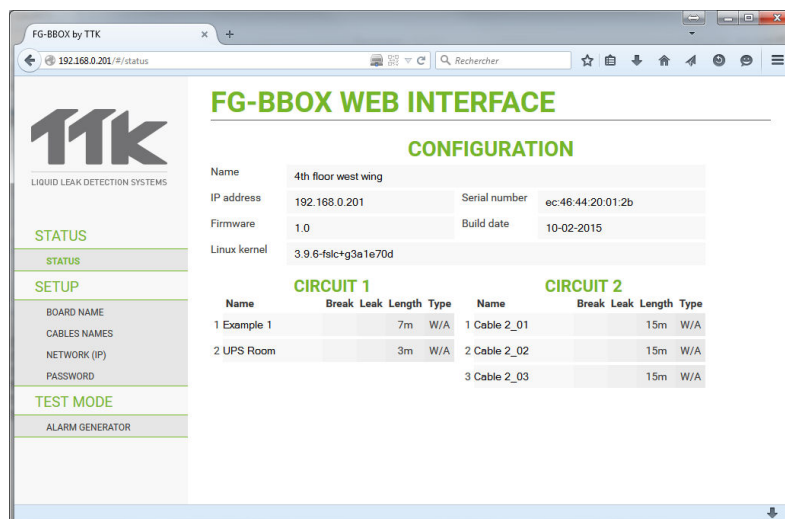 FG-BBOX by TTK
192.168.0.201/#/status
Rechercher
TTK
LIQUID LEAK DETECTION SYSTEMS
STATUS
STATUS
SETUP
BOARD NAME
CABLES NAMES
NETWORK (IP)
PASSWORD
TEST MODE
ALARM GENERATOR
FG-BBOX WEB INTERFACE
CONFIGURATION
Name 4th floor west wing
IP address 192.168.0.201 Serial number ec:46:44:20:01:2b
Firmware 1.0 Build date 10-02-2015
Linux kernel 3.9.6-fslc+g3a1e70d
CIRCUIT 1 CIRCUIT 2
Name Break Leak Length Type Name Break Leak Length Type
1 Example 1 7m W/A 1 Cable 2_01 15m W/A
2 UPS Room 3m W/A 2 Cable 2_02 15m W/A
3 Cable 2_03 15m W/A